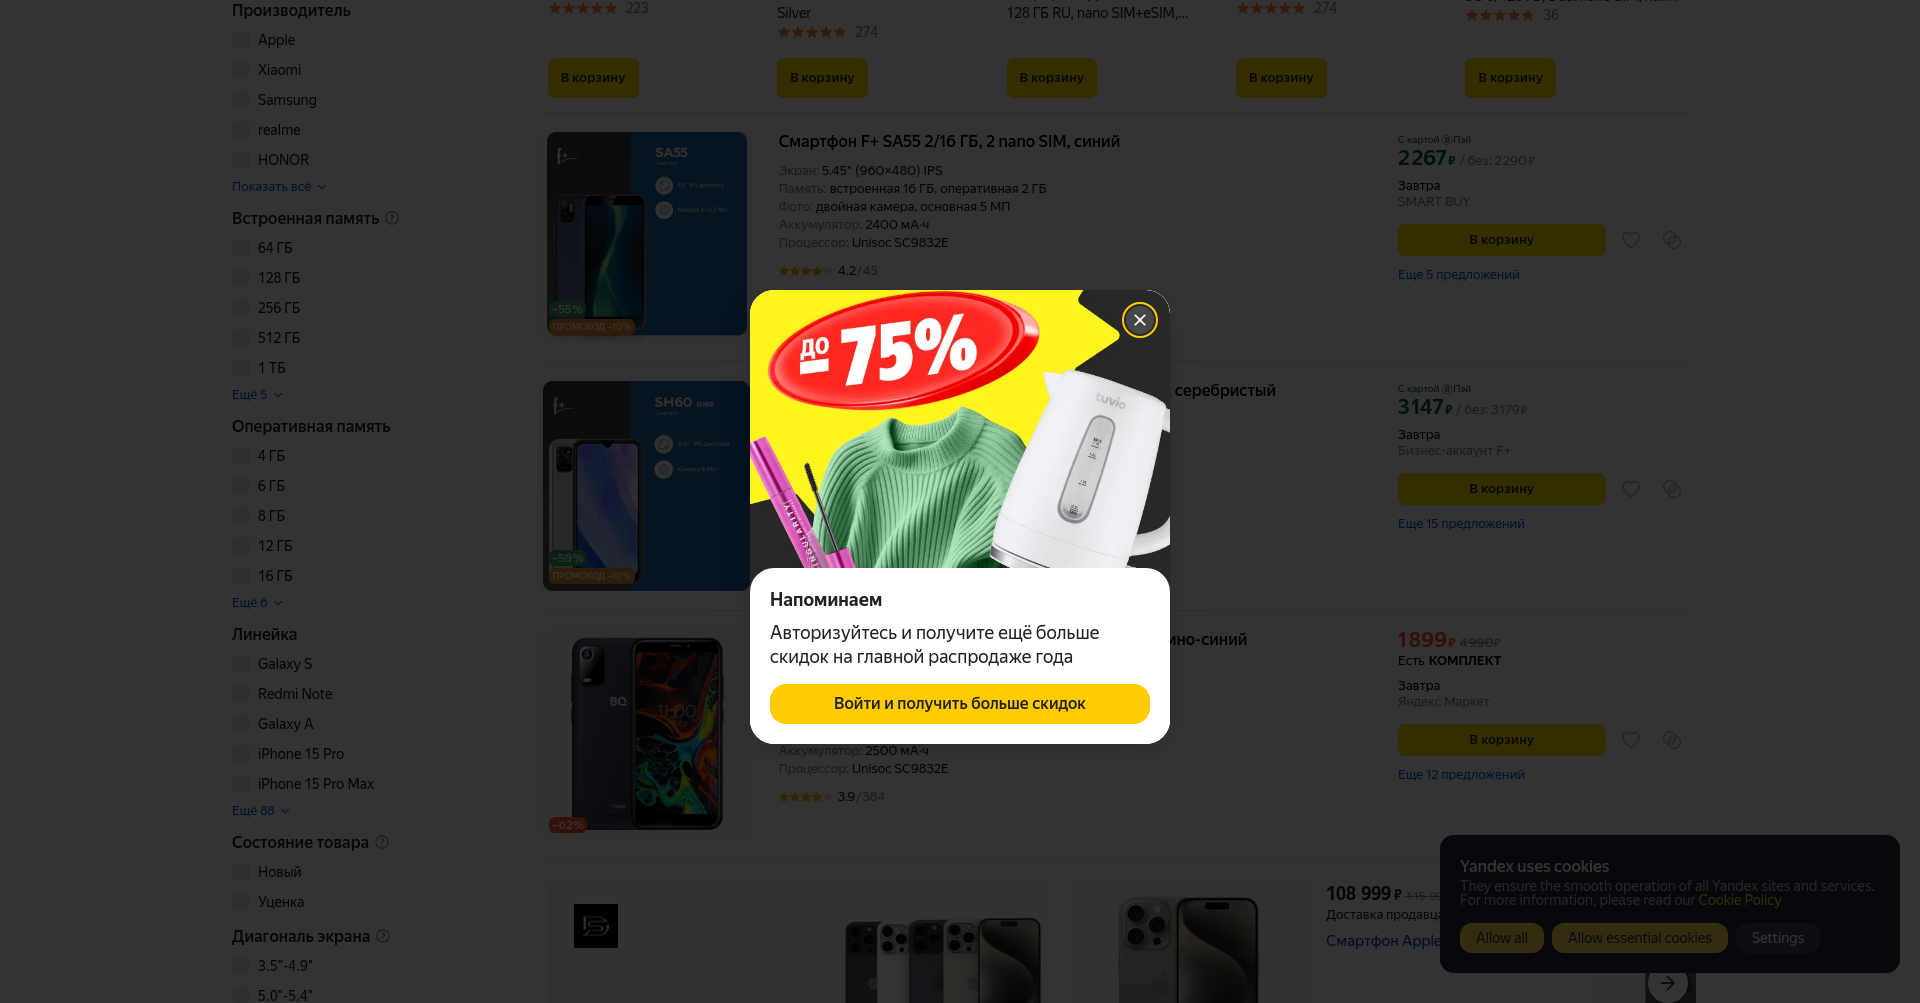 Производитель
Apple
Xiaomi
Samsung
realme
HONOR
Показать всё
Встроенная память
64 ГБ
128 ГБ
256 ГБ
512 ГБ
1 ТБ
Ещё 5
Оперативная память
4 ГБ
6 ГБ
8 ГБ
12 ГБ
16 ГБ
Ещё 6
Линейка
Galaxy S
Redmi Note
Galaxy A
iPhone 15 Pro
iPhone 15 Pro Max
Ещё 88
Состояние товара
Новый
Уценка
Диагональ экрана
3.5"-4.9"
5.0"-5.4"
223
Silver
274
128 ГБ RU, nano SIM+eSIM,...
274
36
В корзину
В корзину
В корзину
В корзину
В корзину
SA55
-55%
ПРОМОКОД -10%
Смартфон F+ SA55 2/16 ГБ, 2 nano SIM, синий
Экран: 5.45" (960×480) IPS
Память: встроенная 16 ГБ, оперативная 2 ГБ
Фото: двойная камера, основная 5 МП
Аккумулятор: 2400 мА·ч
Процессор: Unisoc SC9832E
4.2/45
С картой Пэй
2267₽ / без: 2290₽
Завтра
SMART BUY
В корзину
Еще 5 предложений
SH60 GMS
-59%
ПРОМОКОД -10%
серебристый
С картой Пэй
3147₽ / без: 3179₽
Завтра
Бизнес-аккаунт F+
В корзину
Еще 15 предложений
ДО
-75%
tuvio
Напоминаем
Авторизуйтесь и получите ещё больше
скидок на главной распродаже года
Войти и получить больше скидок
BQ
11:00
-62%
но-синий
Аккумулятор: 2500 мА·ч
Процессор: Unisoc SC9832E
3.9/384
1899₽ 4990₽
Есть КОМПЛЕКТ
Завтра
Яндекс Маркет
В корзину
Еще 12 предложений
108 999₽
Доставка продавца
Смартфон Apple
Yandex uses cookies
They ensure the smooth operation of all Yandex sites and services.
For more information, please read our Cookie Policy
Allow all
Allow essential cookies
Settings